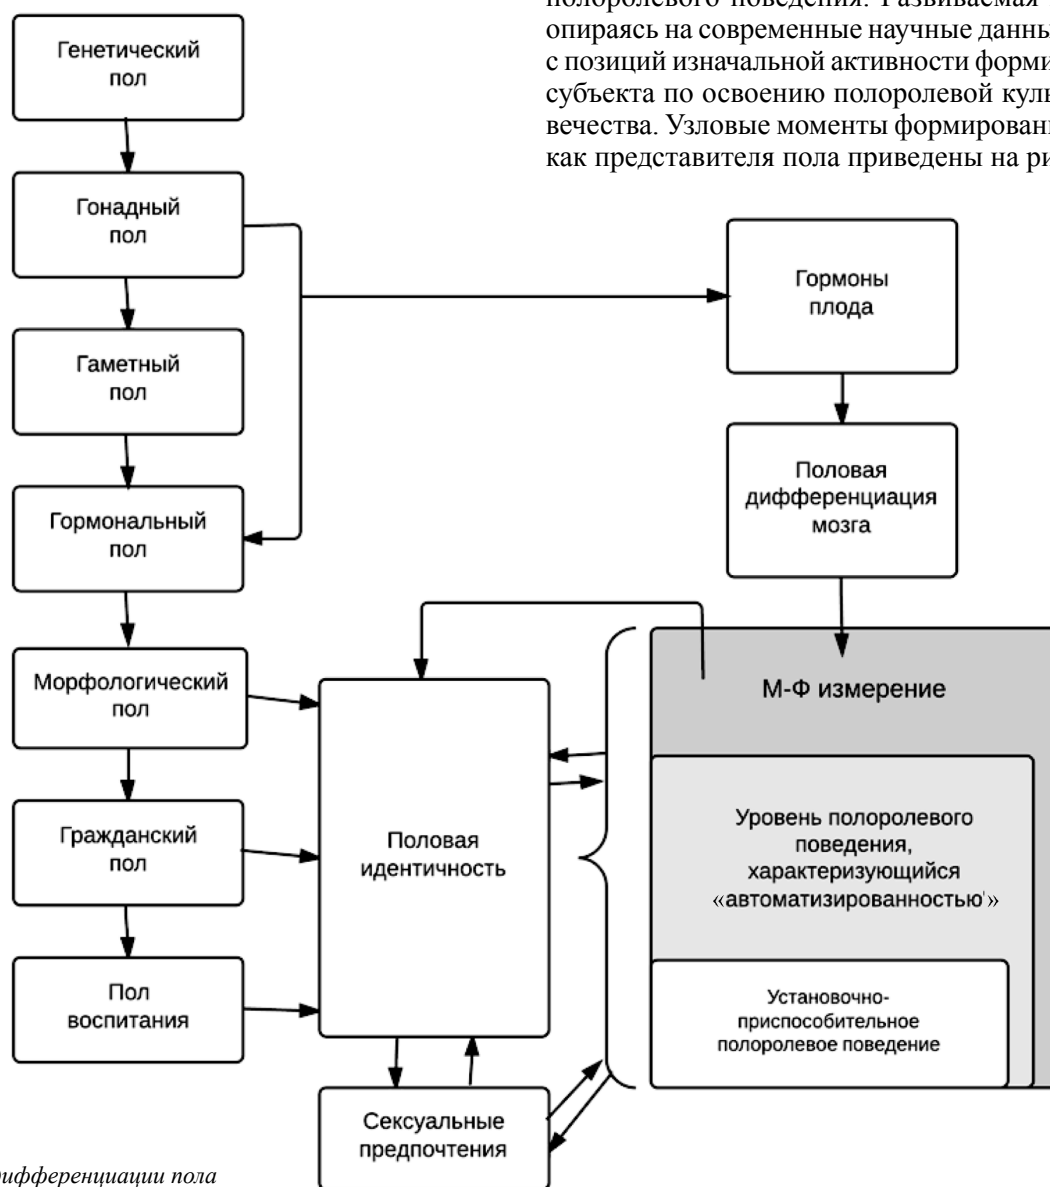 полоролевого поведения. Развиваемая
опираясь на современные научные данны
с позиций изначальной активности форми
субъекта по освоению полоролевой куль
вечества. Узловые моменты формирован
как представителя пола приведены на ри
Генетический
пол
Гонадный
пол
Гаметный
пол
Гормональный
пол
Морфологический
пол
Гражданский
пол
Пол
воспитания
Половая
идентичность
Сексуальные
предпочтения
Гормоны
плода
Половая
дифференциация
мозга
М-Ф измерение
Уровень полоролевого
поведения,
характеризующийся
«автоматизированностью'»
Установочно-
приспособительное
полоролевое поведение
дифференциации пола